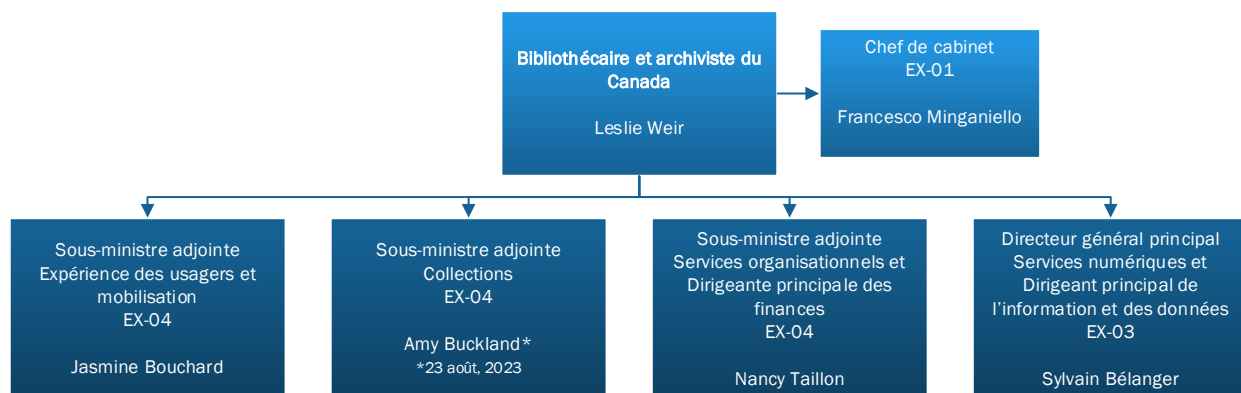 Bibliothécaire et archiviste du
Canada
Leslie Weir
Chef de cabinet
EX-01
Francesco Minganiello
Sous-ministre adjointe
Expérience des usagers et
mobilisation
EX-04
Jasmine Bouchard
Sous-ministre adjointe
Collections
EX-04
Amy Buckland*
*23 août, 2023
Sous-ministre adjointe
Services organisationnels et
Dirigeante principale des
finances
EX-04
Nancy Taillon
Directeur général principal
Services numériques et
Dirigeant principal de
l’information et des données
EX-03
Sylvain Bélanger